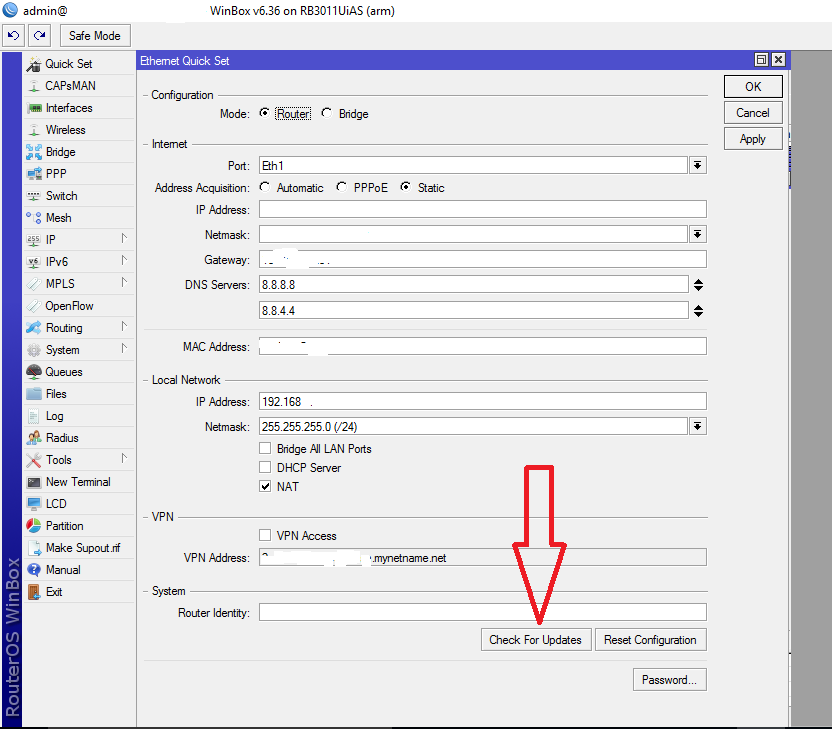 admin@ WinBox v6.36 on RB3011UiAS (arm)
Safe Mode
Quick Set
CAPsMAN
Interfaces
Wireless
Bridge
PPP
Switch
Mesh
IP
IPv6
MPLS
OpenFlow
Routing
System
Queues
Files
Log
Radius
Tools
New Terminal
LCD
Partition
Make Supout.rif
Manual
Exit
RouterOS WinBox
Ethernet Quick Set
OK
Cancel
Apply
Configuration
Mode: Router Bridge
Internet
Port: Eth1
Address Acquisition: Automatic PPPoE Static
IP Address:
Netmask:
Gateway:
DNS Servers: 8.8.8.8
8.8.4.4
MAC Address:
Local Network
IP Address: 192.168 .
Netmask: 255.255.255.0 (/24)
Bridge All LAN Ports
DHCP Server
NAT
VPN
VPN Access
VPN Address: .mynetname.net
System
Router Identity:
Check For Updates Reset Configuration
Password...